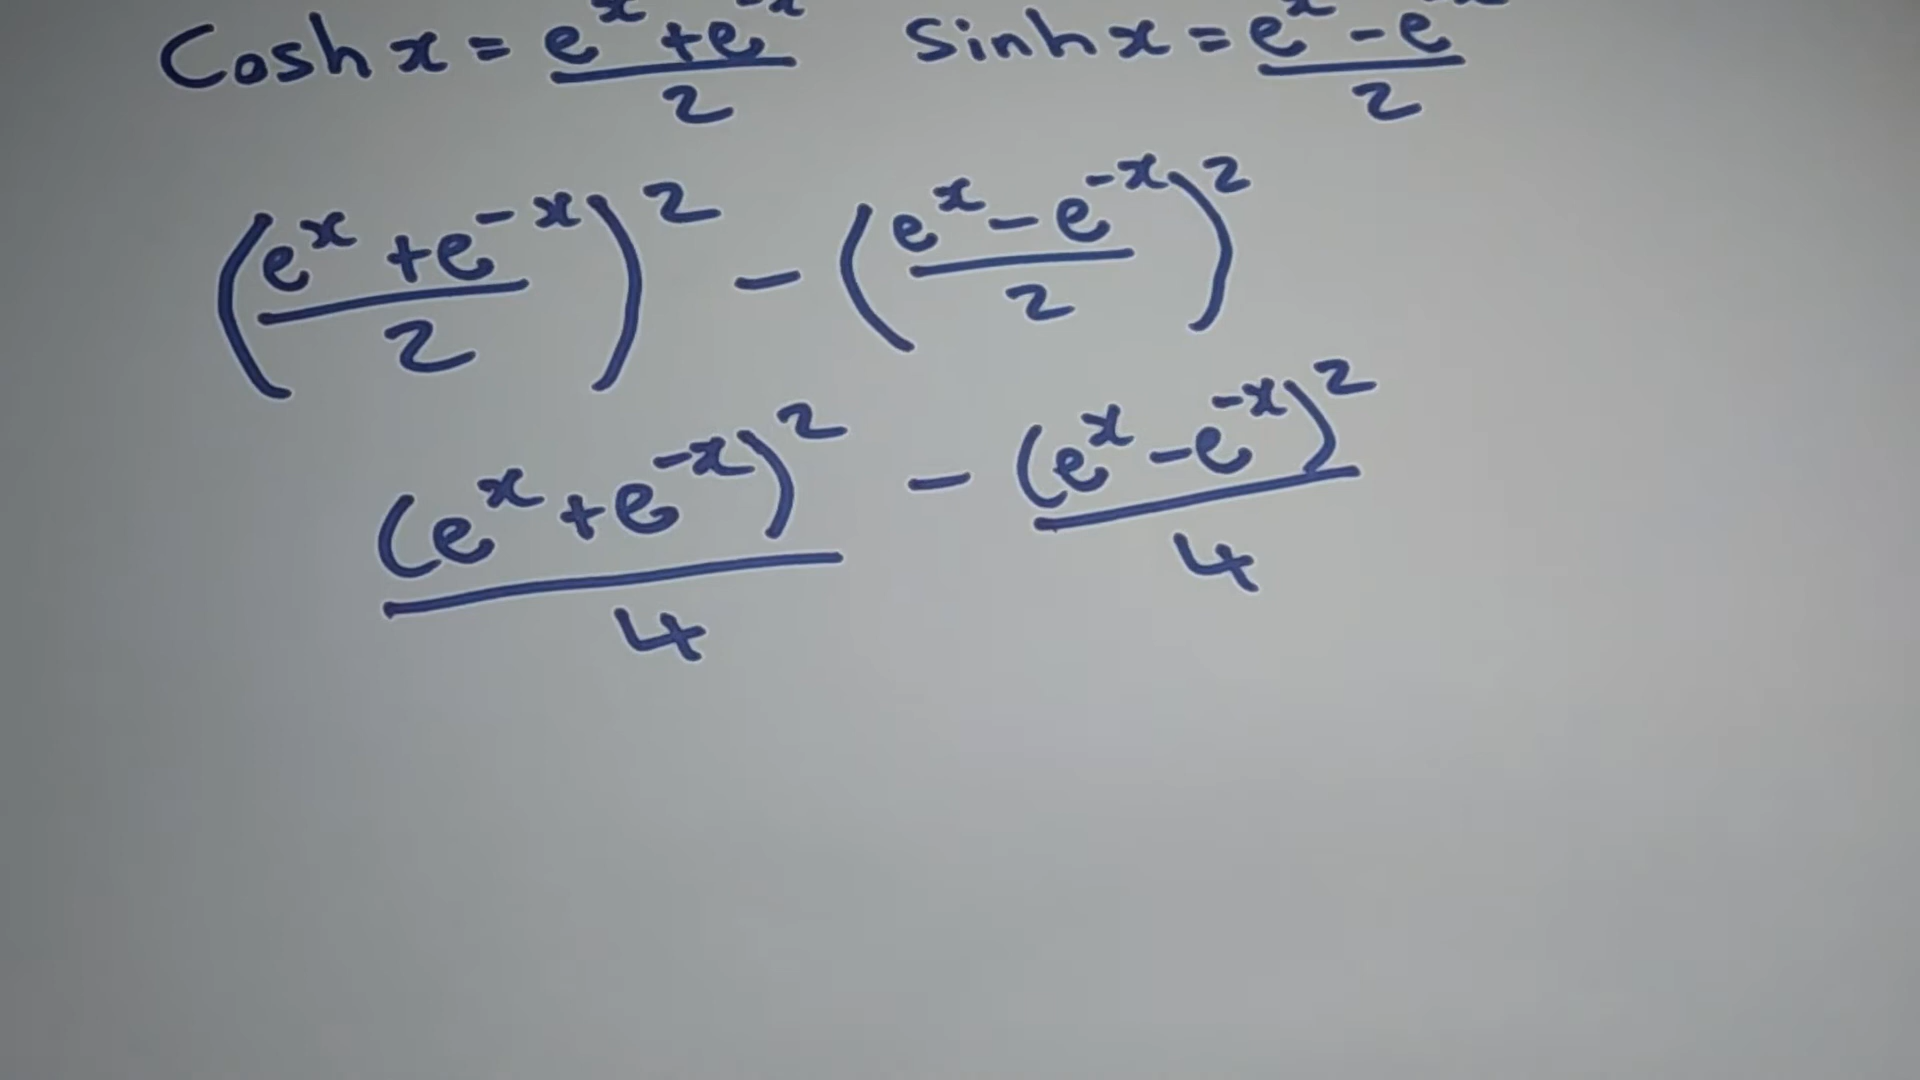 Cosh x = (e^x + e^-x)/2 Sinh x = (e^x - e^-x)/2
((e^x + e^-x)/2)^2 - ((e^x - e^-x)/2)^2
(e^x + e^-x)^2/4 - (e^x - e^-x)^2/4